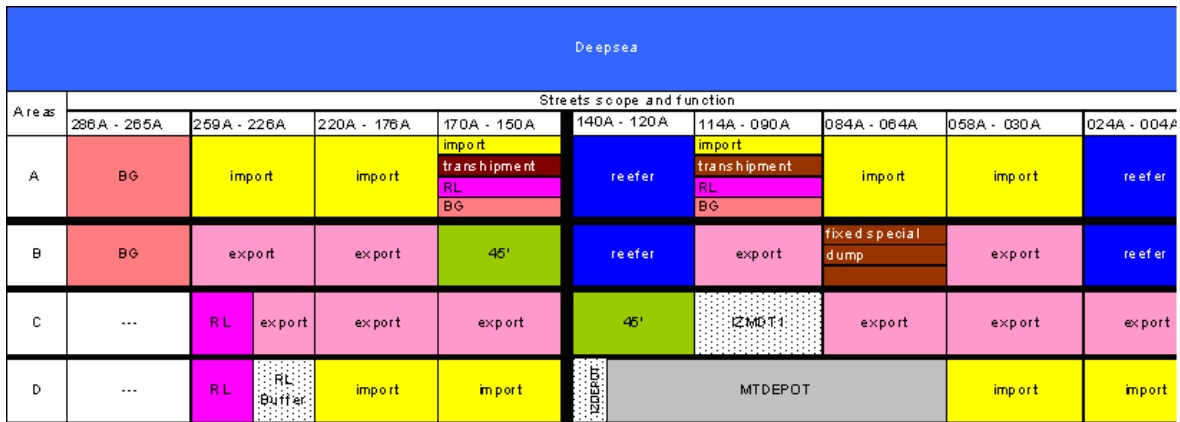 Deepsea
Areas
Streets scope and function
286A - 265A 259A - 226A 220A - 176A 170A - 150A 140A - 120A 114A - 090A 084A - 064A 058A - 030A 024A - 004A
A BG import import import transhipment RL BG reefer import transhipment RL BG import import reefer
B BG export export 45' reefer export fixed special dump export reefer
C --- RL export export export 45' IZMDT1 export export export
D --- RL RL Buffer import import IZDEPOT MTDEPOT import import